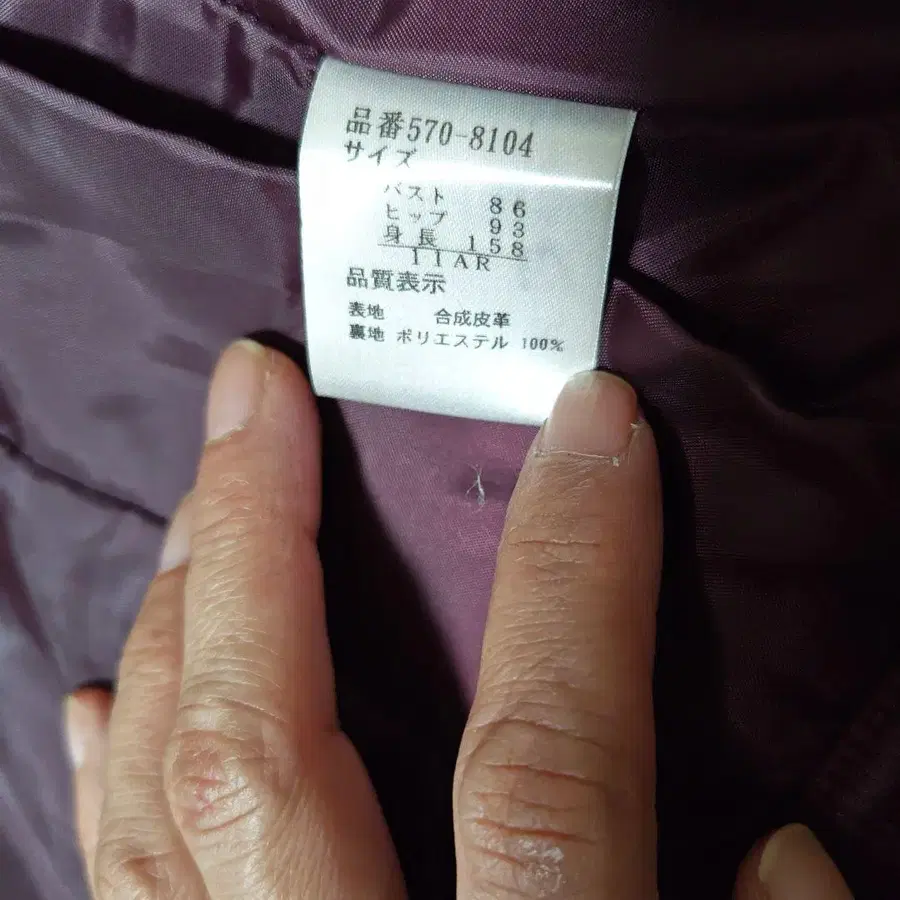 品番570-8104
サイズ
バスト 86
ヒップ 93
身長 158
11AR
品質表示
表地 合成皮革
裏地 ポリエステル 100%